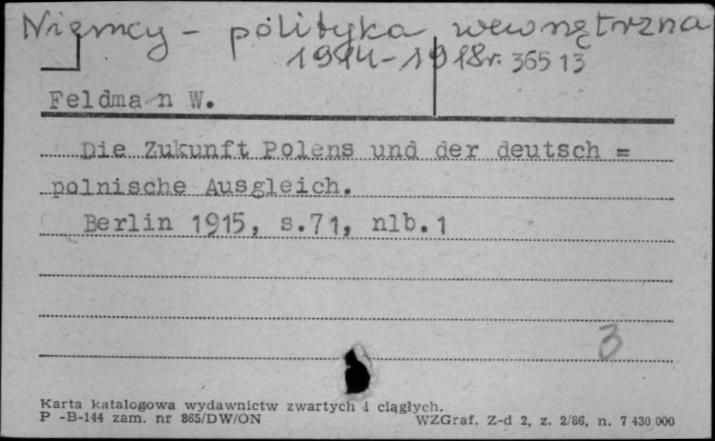 Niemcy - polityka wewnętrzna
1914-1918r. 36513
Feldman W.
Die Zukunft Polens und der deutsch =
polnische Ausgleich.
Berlin 1915, s.71, nlb.1
3
Karta katalogowa wydawnictw zwartych i ciągłych.
P -B-144 zam. nr 865/DW/ON WZGraf. Z-d 2, z. 2/86, n. 7 430 000